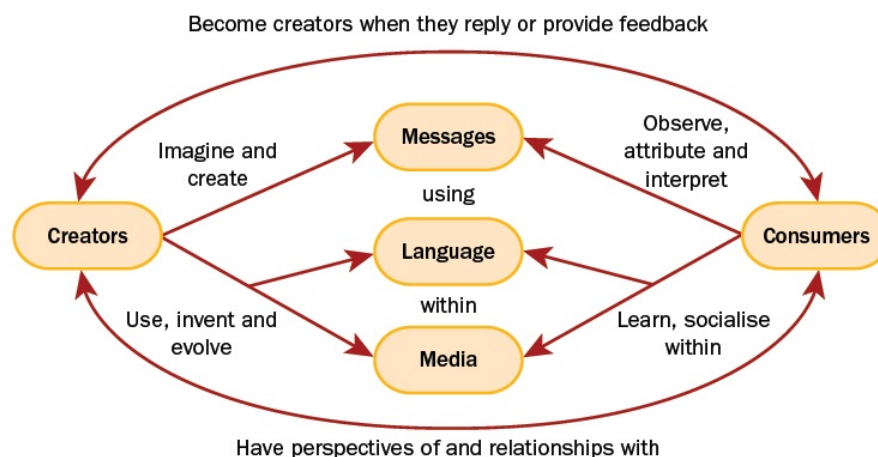 Become creators when they reply or provide feedback
Messages
Imagine and
create
Observe,
attribute and
interpret
using
Creators
Language
Consumers
within
Use, invent and
evolve
Learn, socialise
within
Media
Have perspectives of and relationships with